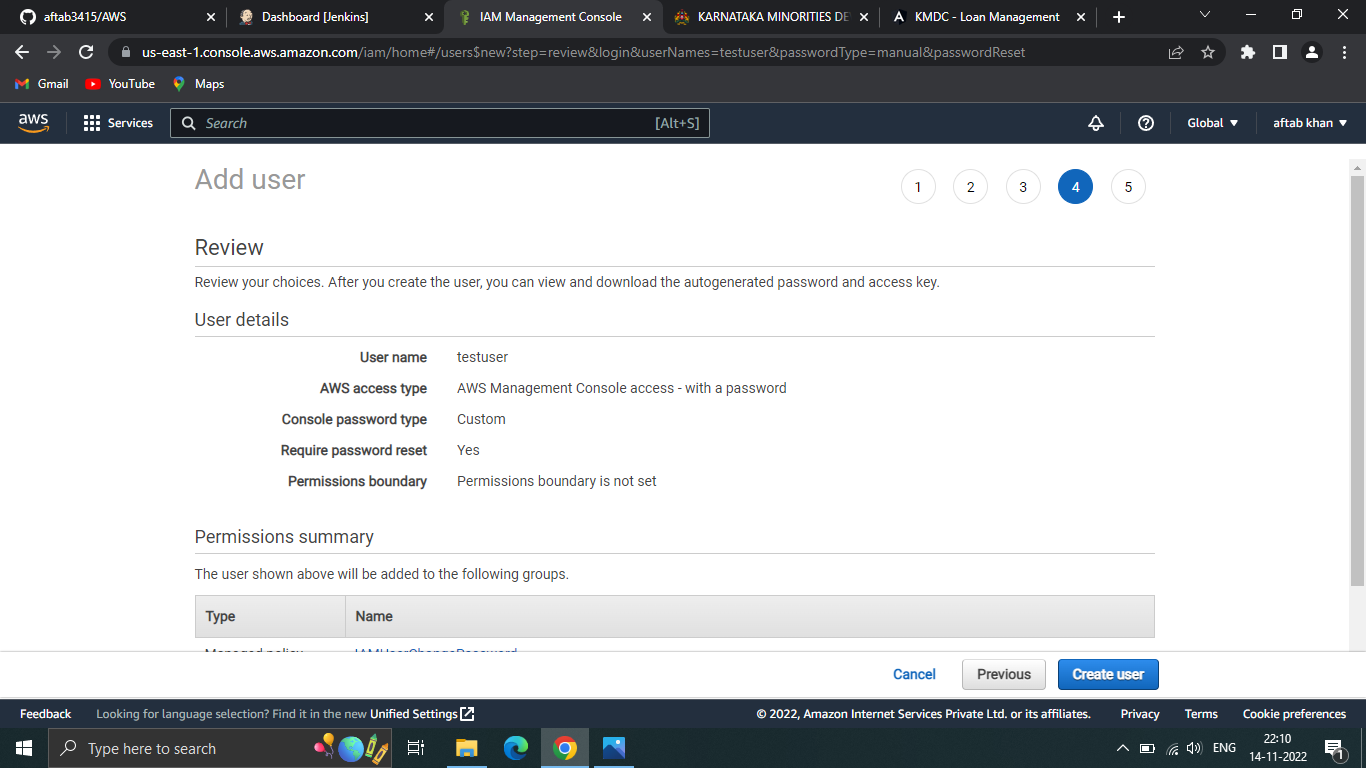 aftab3415/AWS
Dashboard [Jenkins]
IAM Management Console
KARNATAKA MINORITIES DE
KMDC - Loan Management
us-east-1.console.aws.amazon.com/iam/home#/users$new?step=review&login&userNames=testuser&passwordType=manual&passwordReset
Gmail
YouTube
Maps
aws
Services
Search
[Alt+S]
Global
aftab khan
Add user
1 2 3 4 5
Review
Review your choices. After you create the user, you can view and download the autogenerated password and access key.
User details
User name testuser
AWS access type AWS Management Console access - with a password
Console password type Custom
Require password reset Yes
Permissions boundary Permissions boundary is not set
Permissions summary
The user shown above will be added to the following groups.
Type Name
Managed policy IAMUserChangePassword
Cancel Previous Create user
Feedback Looking for language selection? Find it in the new Unified Settings © 2022, Amazon Internet Services Private Ltd. or its affiliates. Privacy Terms Cookie preferences
Type here to search
ENG
22:10
14-11-2022
1